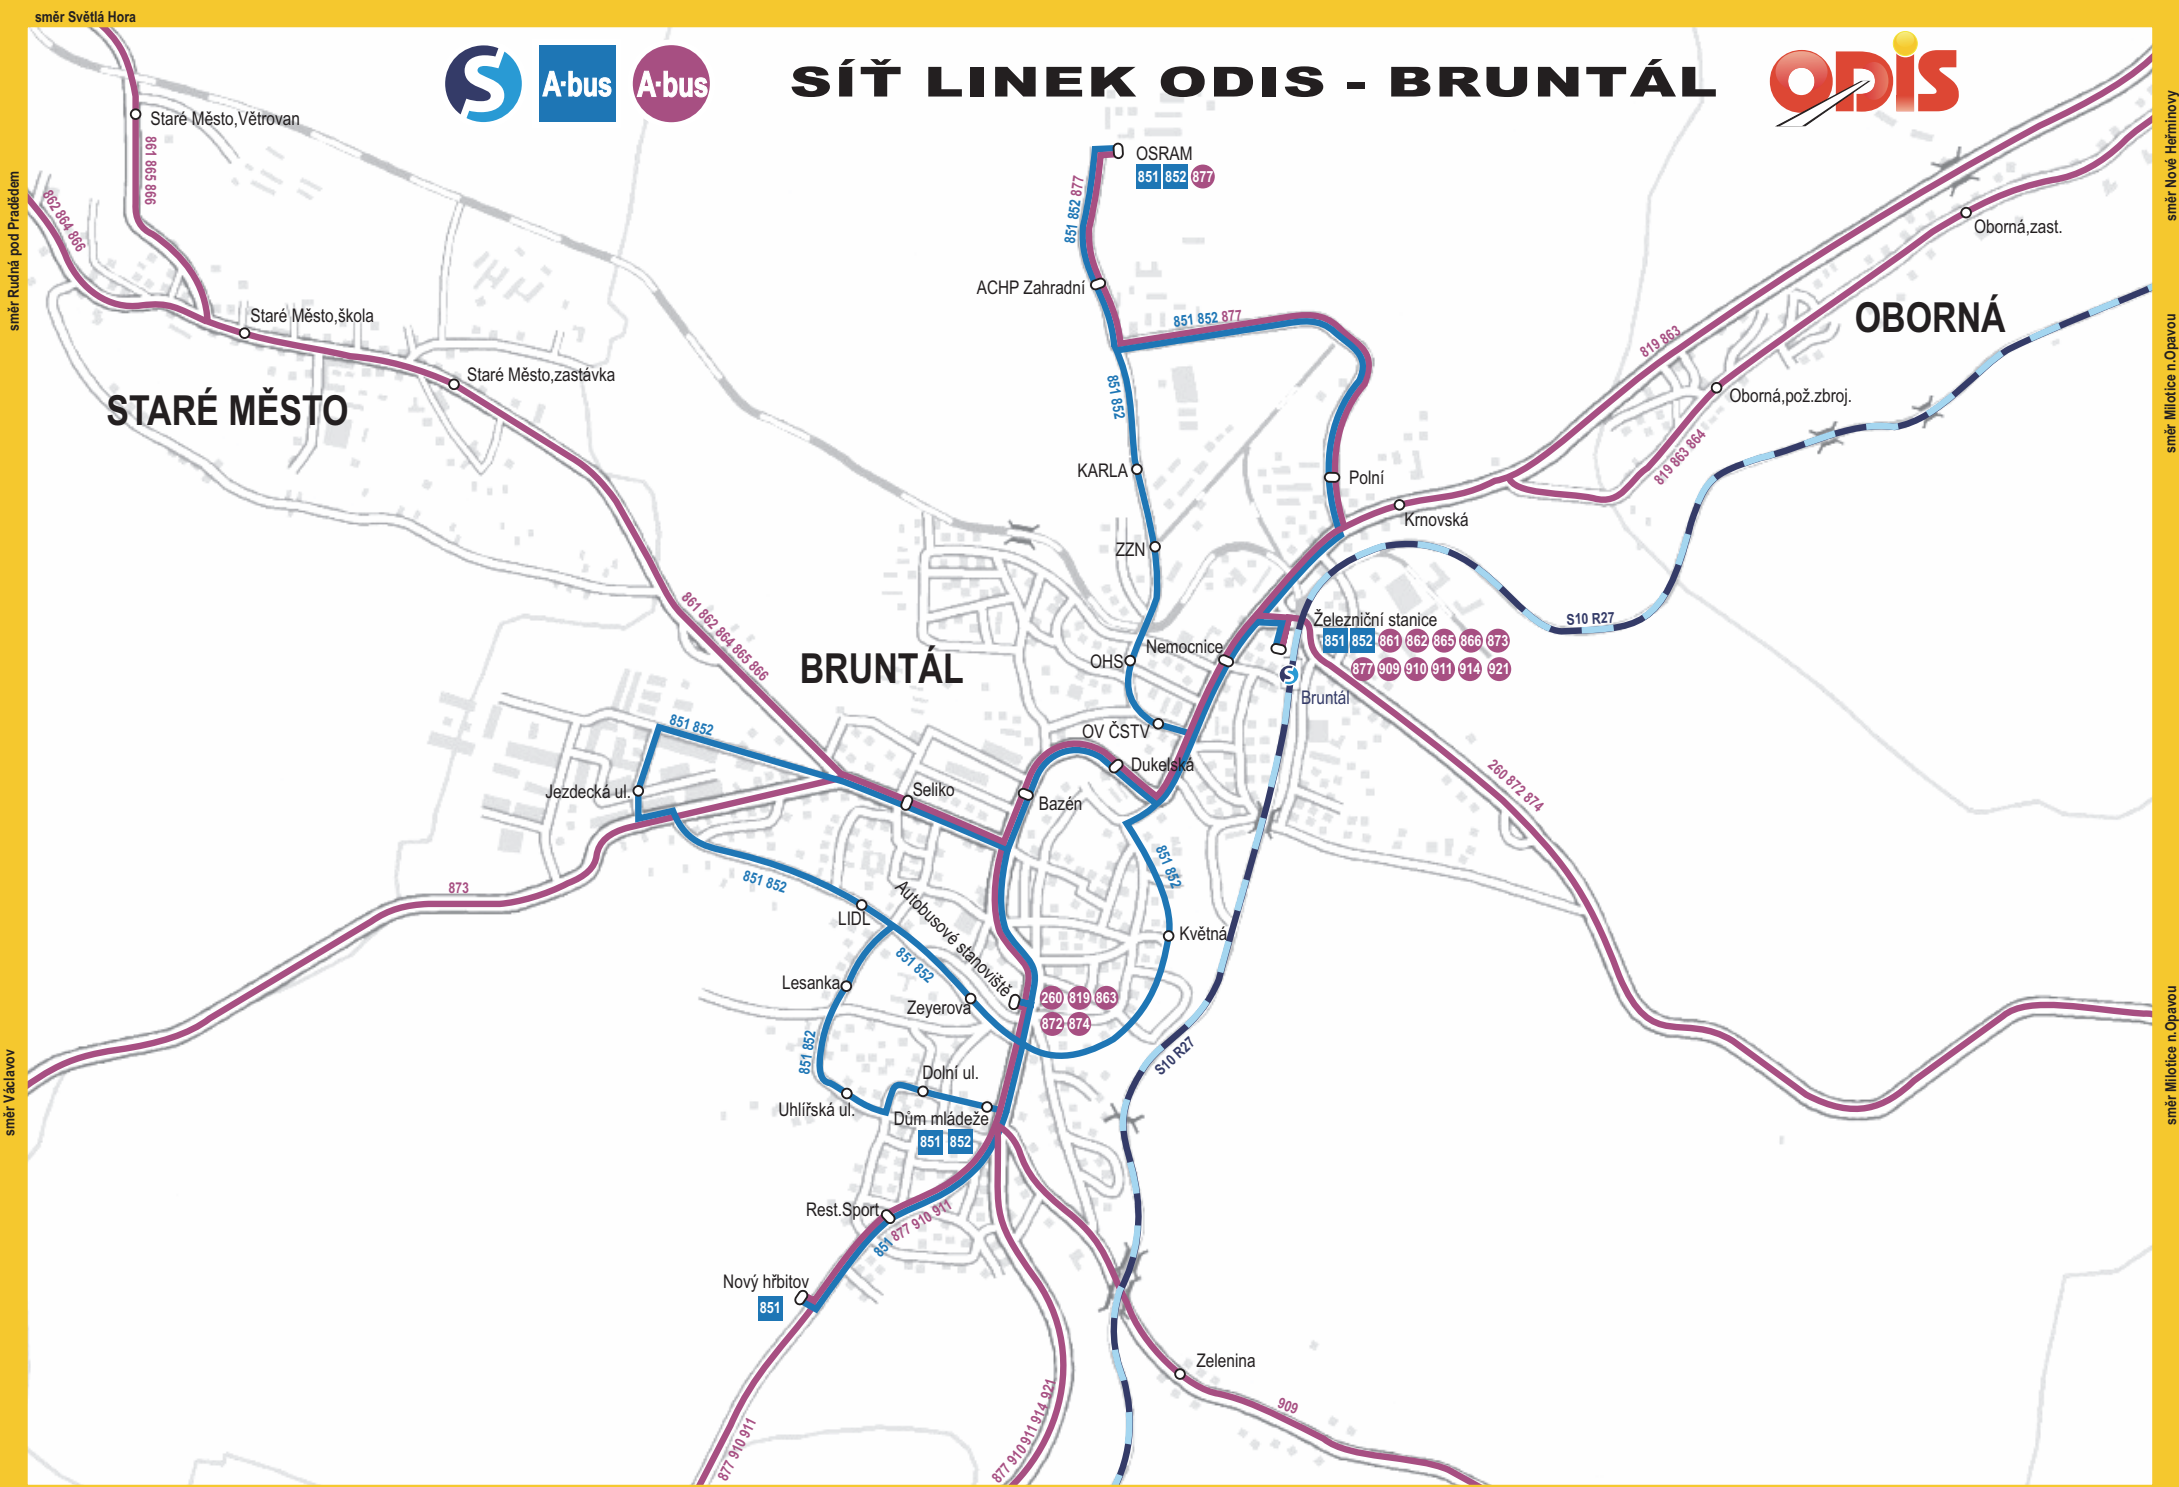 směr Světlá Hora
S
A-bus
A-bus
SÍŤ LINEK ODIS - BRUNTÁL
ODIS
směr Rudná pod Pradědem
směr Nové Heřminovy
Staré Město,Větrovan
861 865 866
862 864 866
OSRAM
851 852 877
851 852 877
Oborná,zast.
ACHP Zahradní
Staré Město,škola
851 852 877
OBORNÁ
819 863
směr Milotice n.Opavou
Staré Město,zastávka
STARÉ MĚSTO
851 852
Oborná,pož.zbroj.
819 863 864
KARLA
Polní
Krnovská
ZZN
861 862 864 865 866
S10 R27
Železniční stanice
851 852 861 862 865 866 873
877 909 910 911 914 921
Nemocnice
OHS
BRUNTÁL
S
Bruntál
851 852
OV ČSTV
Dukelská
260 872 874
Jezdecká ul.
Seliko
Bazén
851 852
873
851 852
Autobusové stanoviště
LIDL
Květná
851 852
Lesanka
Zeyerova
260 819 863
872 874
směr Milotice n.Opavou
851 852
S10 R27
směr Václavov
Dolní ul.
Uhlířská ul.
Dům mládeže
851 852
Rest.Sport
851 877 910 911
Nový hřbitov
851
Zelenina
909
877 910 911
877 910 911 914 921